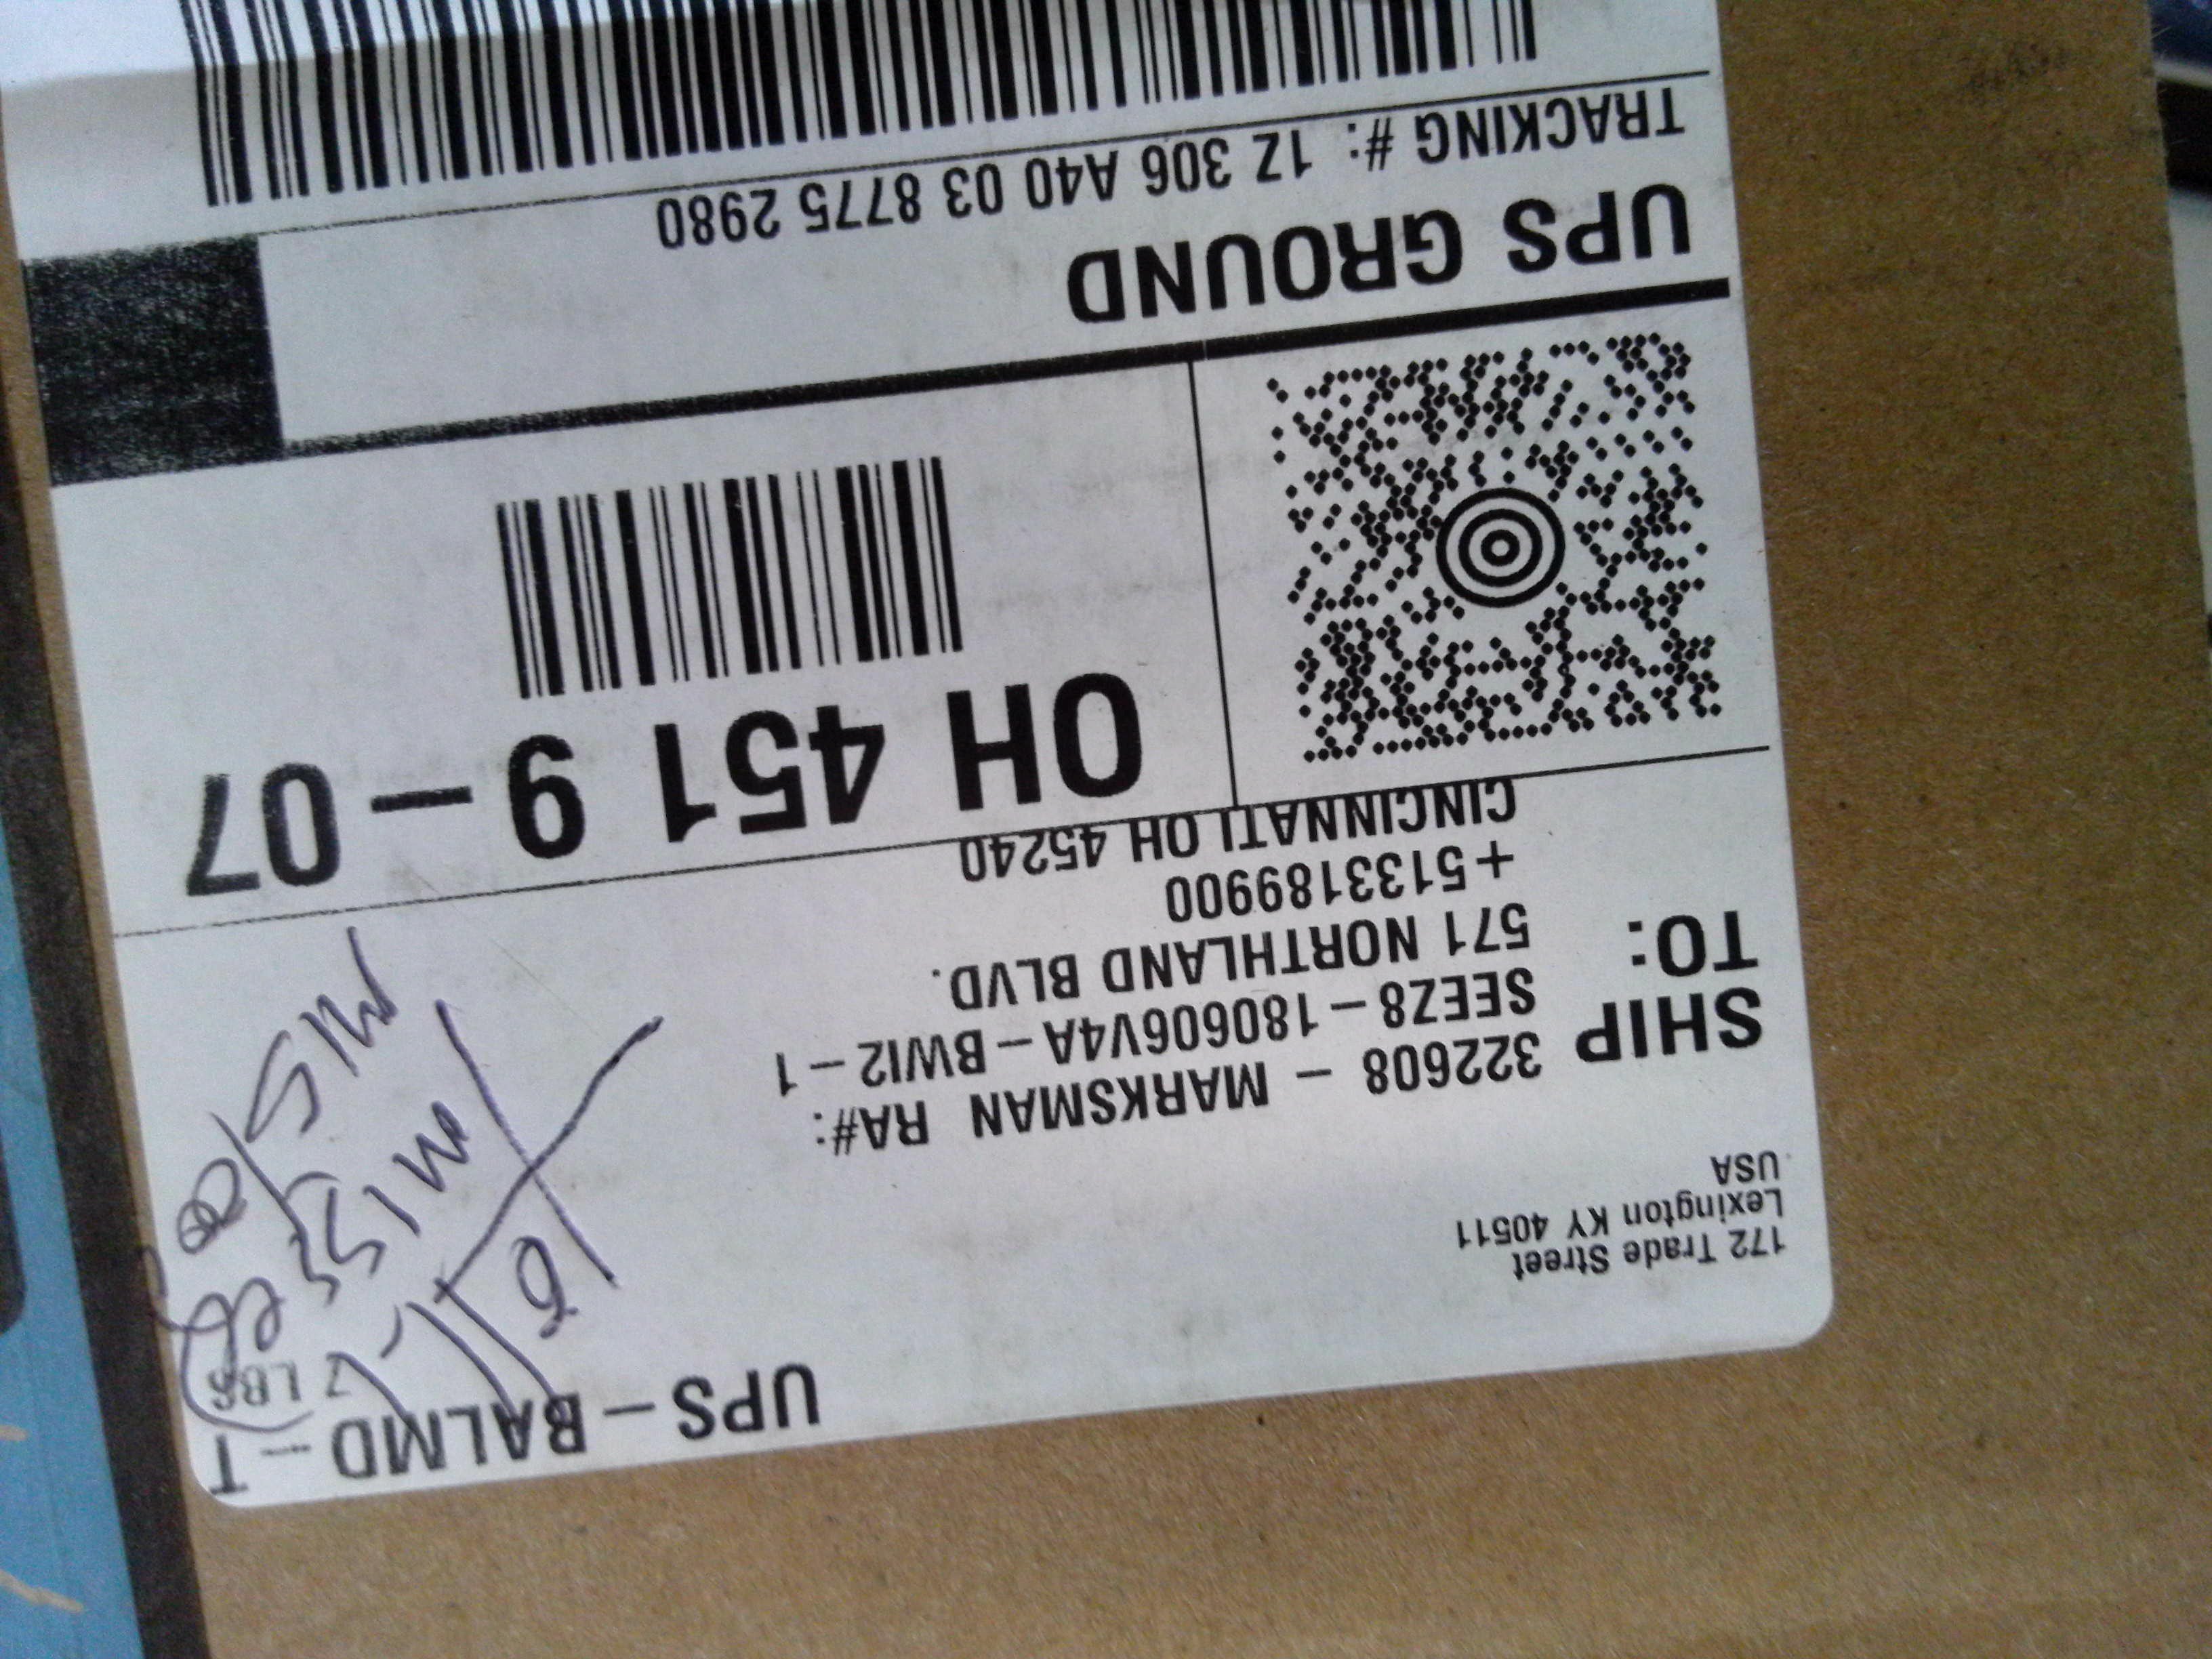 UPS-BALMD-T
7 LBS
172 Trade Street
Lexington KY 40511
USA
SHIP TO:
322608 - MARKSMAN RA#:
SEEZ8-180606V4A-BWI2-1
571 NORTHLAND BLVD.
+5133189900
CINCINNATI OH 45240
OH 451 9-07
UPS GROUND
TRACKING #: 1Z 306 A40 03 8775 2980